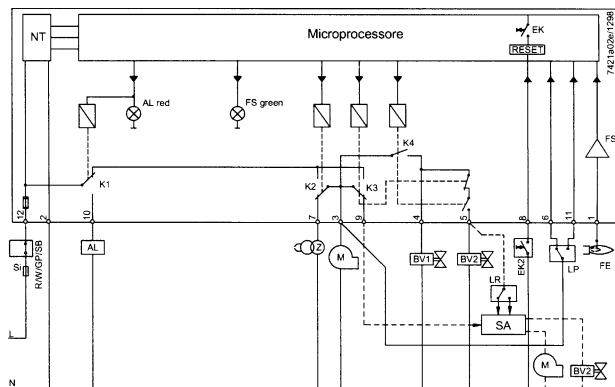 NT
Microprocessore
EK
RESET
7421a02e/1298
AL red
FS green
FS
K1
K2
K3
K4
12
2
10
7
3
9
4
5
8
6
11
1
Si
R/W/GP/SB
AL
Z
M
BV1
BV2
EK2
LP
FE
LR
SA
M
BV2
L
N